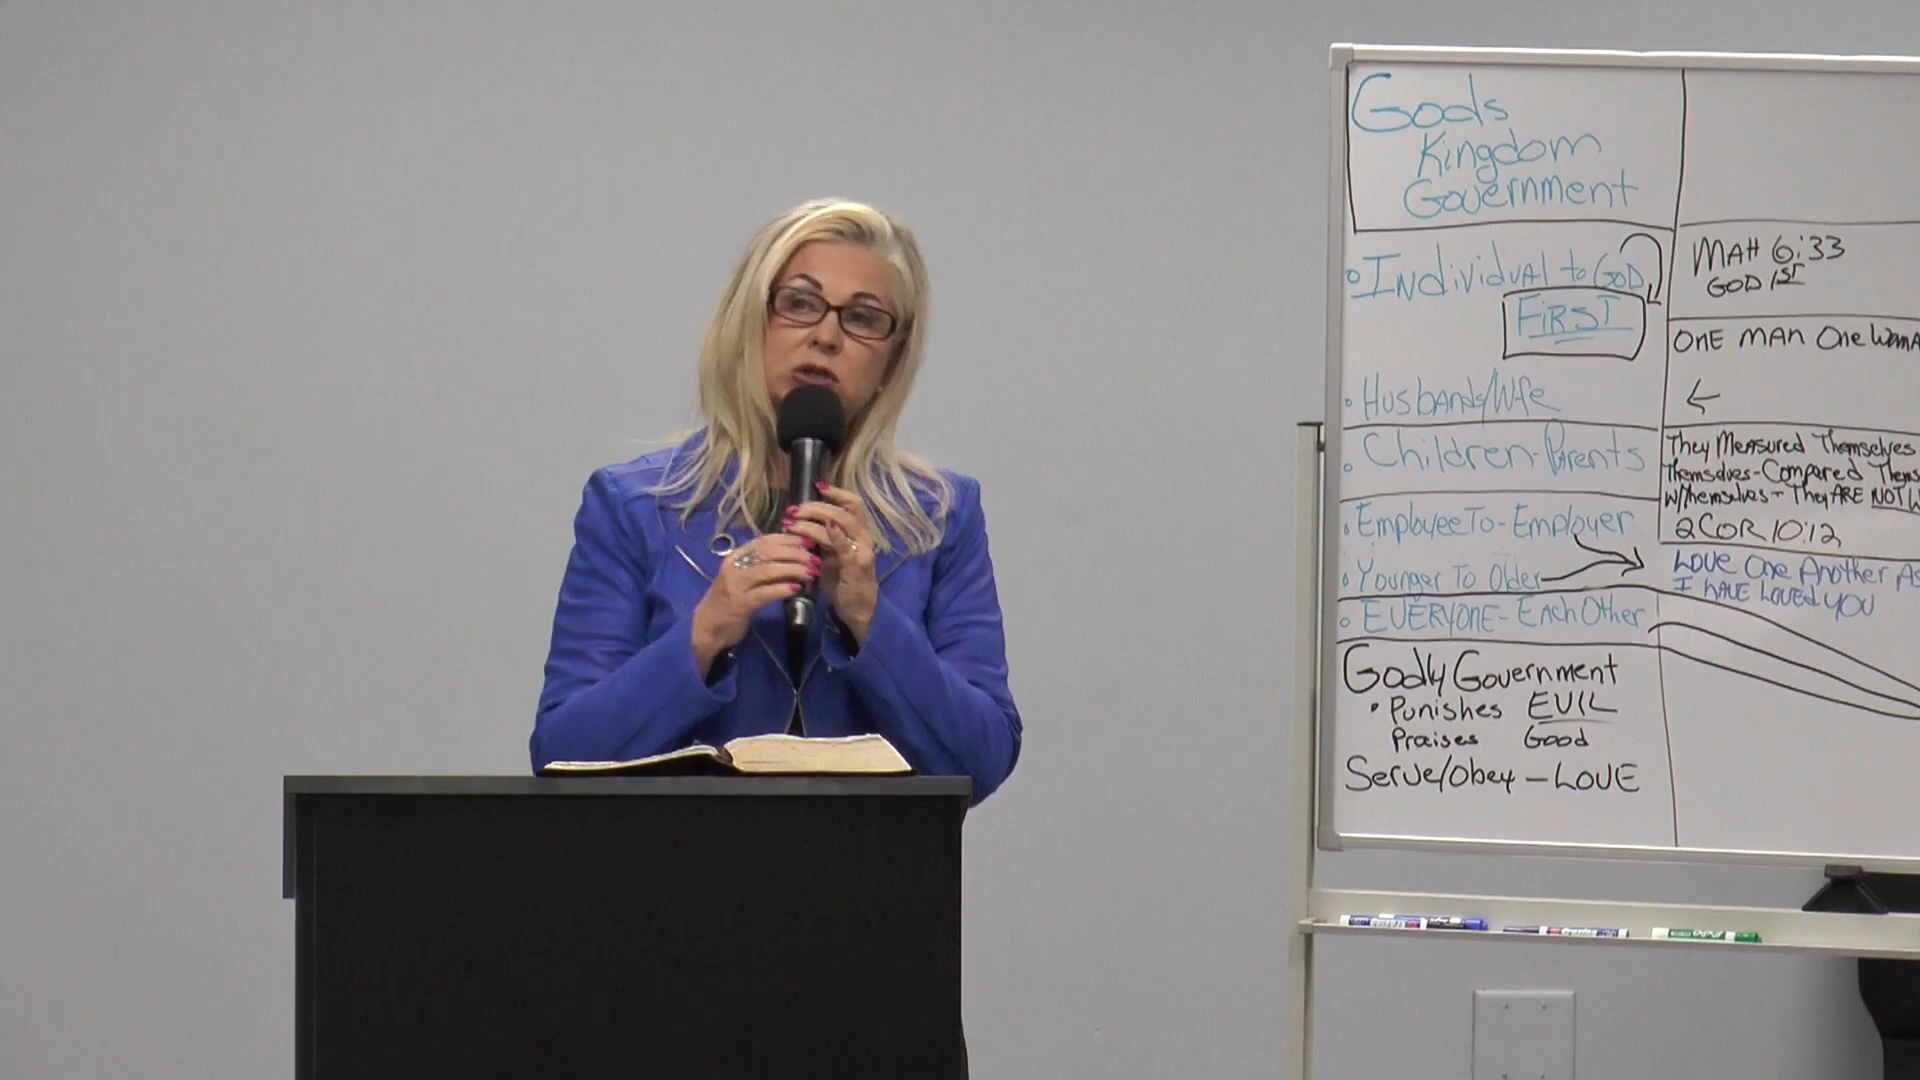 Gods
Kingdom
Government
Individual to GOD
FIRST
Husbands/Wife
Children-Parents
Employee To-Employer
Younger To Older
EVERYONE-Each Other
Godly Government
Punishes EVIL
Praises Good
Serve/Obey-LOVE
MAtt 6:33
GOD 1ST
ONE MAN One WomA
They Measured Themselves
Themselves-Compared Thems
w/themselves- They ARE NOT W
2 COR 10:12
LOVE One Another As
I HAVE LOVED YOU